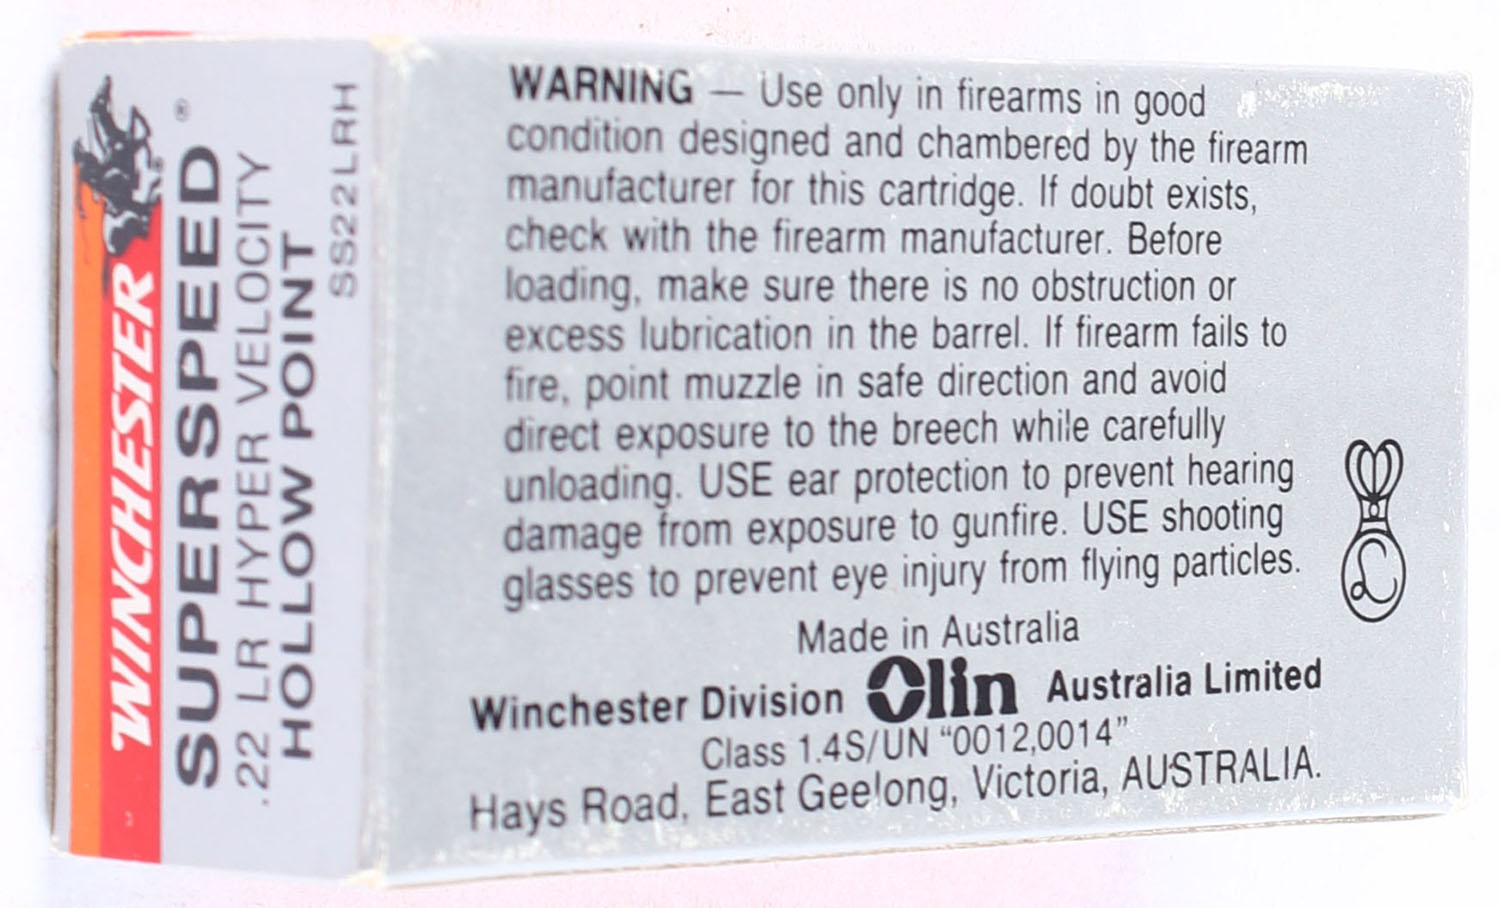 WINCHESTER
SUPERSPEED®
.22 LR HYPER VELOCITY
HOLLOW POINT
SS22LRH
WARNING — Use only in firearms in good
condition designed and chambered by the firearm
manufacturer for this cartridge. If doubt exists,
check with the firearm manufacturer. Before
loading, make sure there is no obstruction or
excess lubrication in the barrel. If firearm fails to
fire, point muzzle in safe direction and avoid
direct exposure to the breech while carefully
unloading. USE ear protection to prevent hearing
damage from exposure to gunfire. USE shooting
glasses to prevent eye injury from flying particles.
Made in Australia
Winchester Division Olin Australia Limited
Class 1.4S/UN “0012,0014”
Hays Road, East Geelong, Victoria, AUSTRALIA.
L